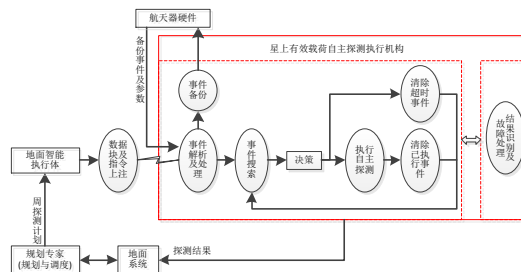 航天器硬件
星上有效载荷自主探测执行机构
备份事件及参数
事件
备份
清除
超时
事件
结果识别及
故障处理
地面智能
执行体
数据
块及
指令
上注
事件
解析及
处理
事件
搜索
决策
执行
自主
探测
清除
已执
行事
件
周探测计划
规划专家
(规划与调度)
地面
系统
探测结果